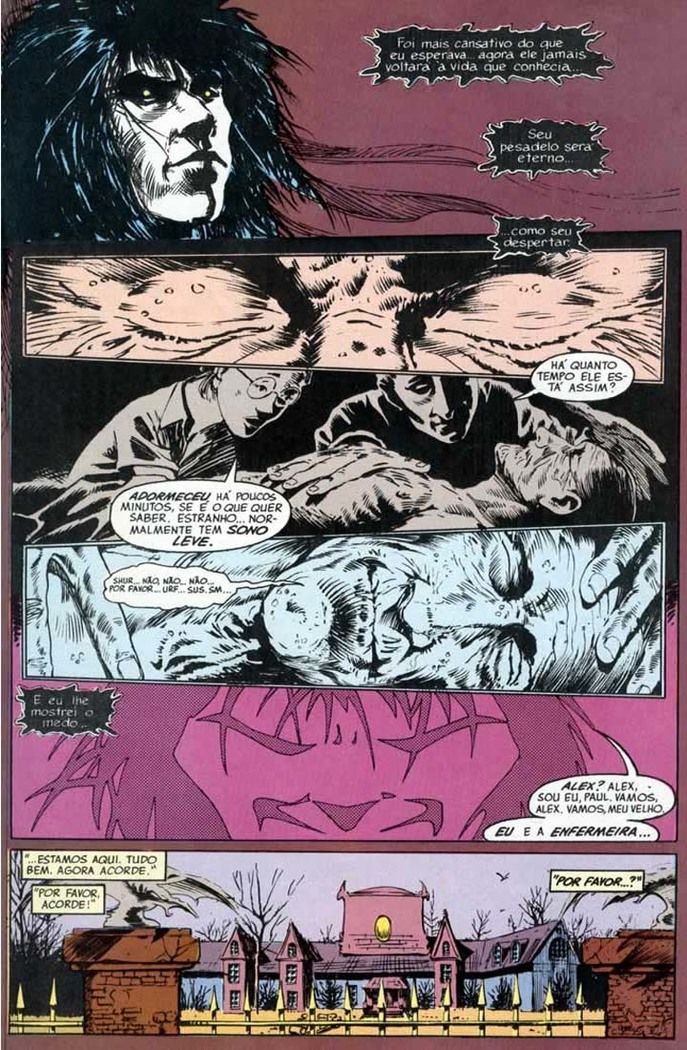 Foi mais cansativo do que
eu esperava... agora ele jamais
voltará à vida que conhecia...
Seu
pesadelo será
eterno...
...como seu
despertar.
HÁ QUANTO
TEMPO ELE ES-
TÁ ASSIM?
ADORMECEU HÁ POUCOS
MINUTOS, SE É O QUE QUER
SABER. ESTRANHO... NOR-
MALMENTE TEM SONO
LEVE.
SHUR... NÃO, NÃO... NÃO...
POR FAVOR... URF... SUS. SM...
E eu lhe
mostrei o
medo...
ALEX? ALEX,
SOU EU, PAUL. VAMOS,
ALEX. VAMOS, MEU VELHO.
EU E A ENFERMEIRA...
"...ESTAMOS AQUI. TUDO
BEM. AGORA ACORDE."
"POR FAVOR,
ACORDE!"
"POR FAVOR...?"